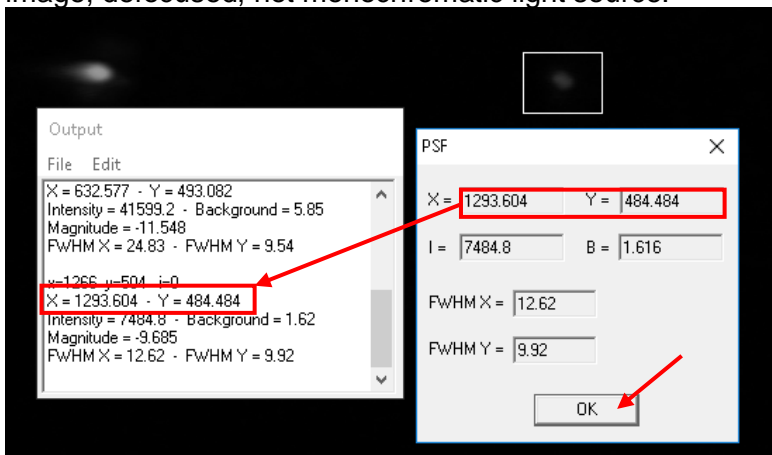 image, defocused, not monochromatic light source.
Output
File Edit
X = 632.577 - Y = 493.082
Intensity = 41599.2 - Background = 5.85
Magnitude = -11.548
FWHM X = 24.83 - FWHM Y = 9.54
x=1266 y=504 i=0
X = 1293.604 - Y = 484.484
Intensity = 7484.8 - Background = 1.62
Magnitude = -9.685
FWHM X = 12.62 - FWHM Y = 9.92
PSF
X = 1293.604 Y = 484.484
I = 7484.8 B = 1.616
FWHM X = 12.62
FWHM Y = 9.92
OK